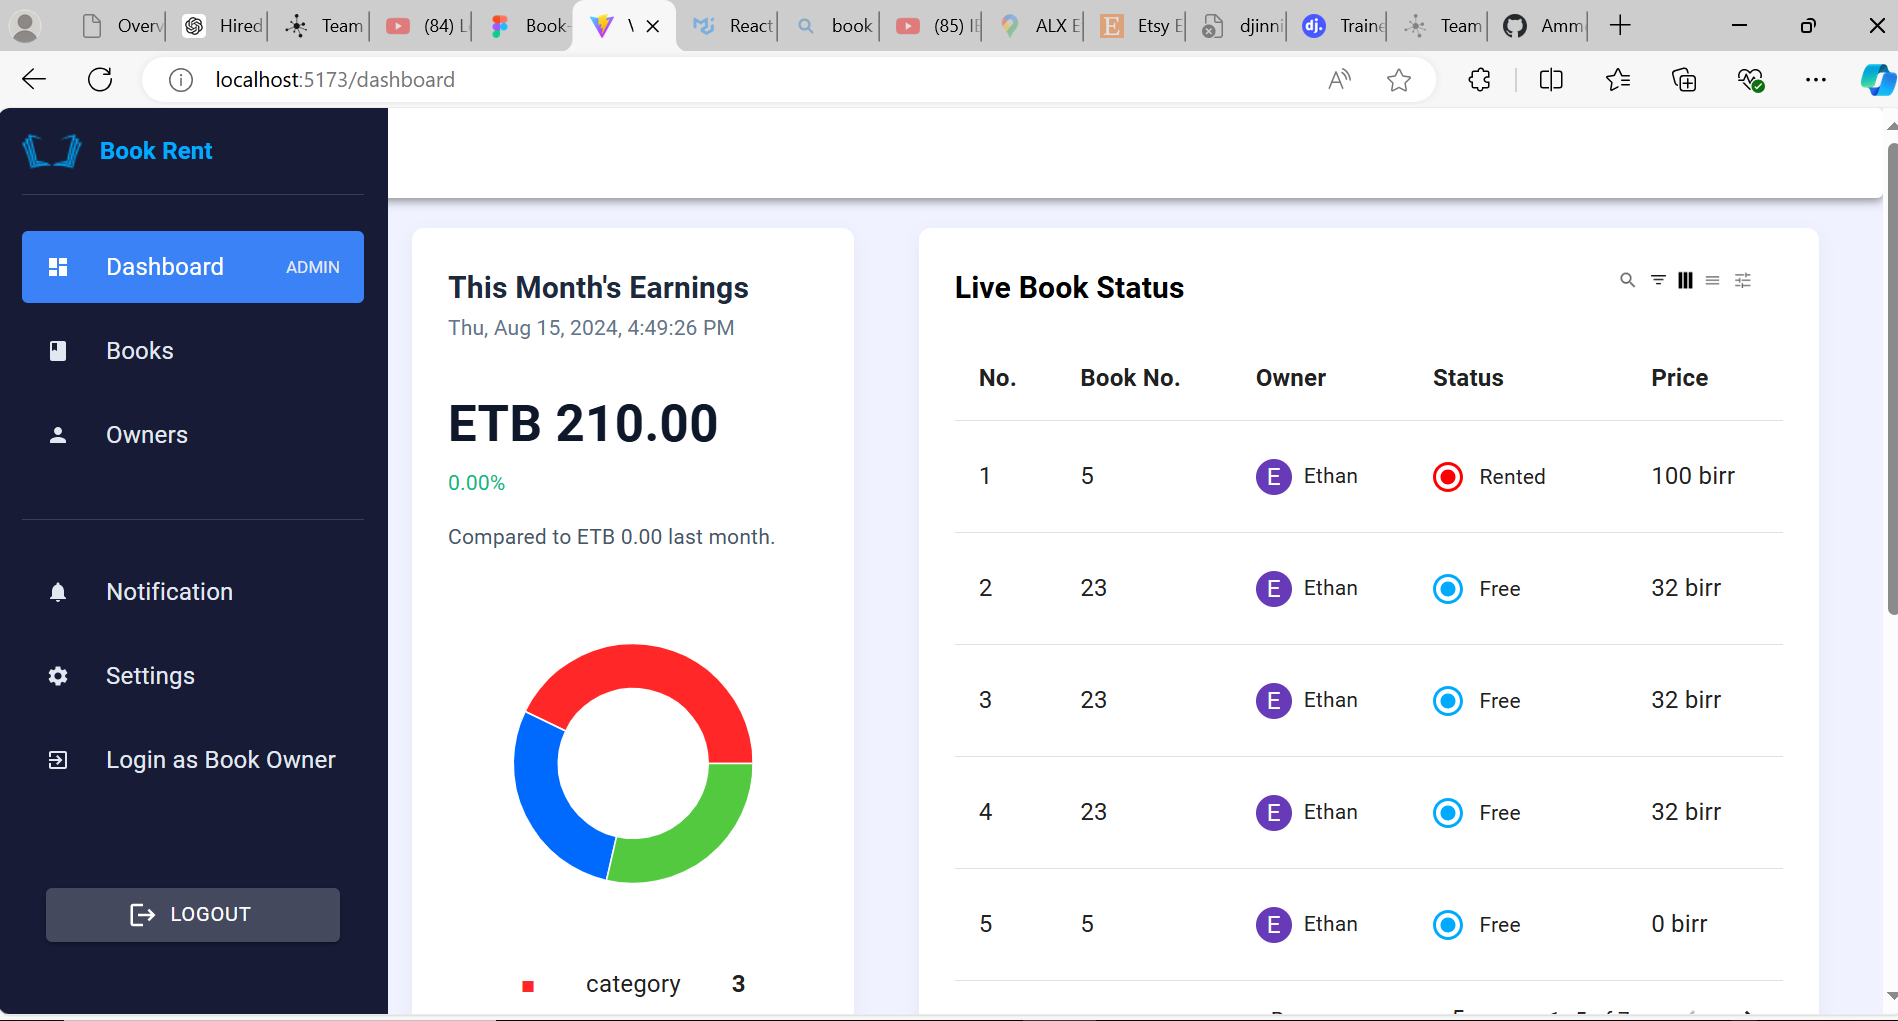 Over
Hired
Team
(84) L
Book-
React
book
(85) IE
ALX E
Etsy E
djinni
Traine
Team
Amm
localhost:5173/dashboard
Book Rent
Dashboard ADMIN
Books
Owners
Notification
Settings
Login as Book Owner
LOGOUT
This Month's Earnings
Thu, Aug 15, 2024, 4:49:26 PM
ETB 210.00
0.00%
Compared to ETB 0.00 last month.
category 3
Live Book Status
No. Book No. Owner Status Price
1 5 E Ethan Rented 100 birr
2 23 E Ethan Free 32 birr
3 23 E Ethan Free 32 birr
4 23 E Ethan Free 32 birr
5 5 E Ethan Free 0 birr